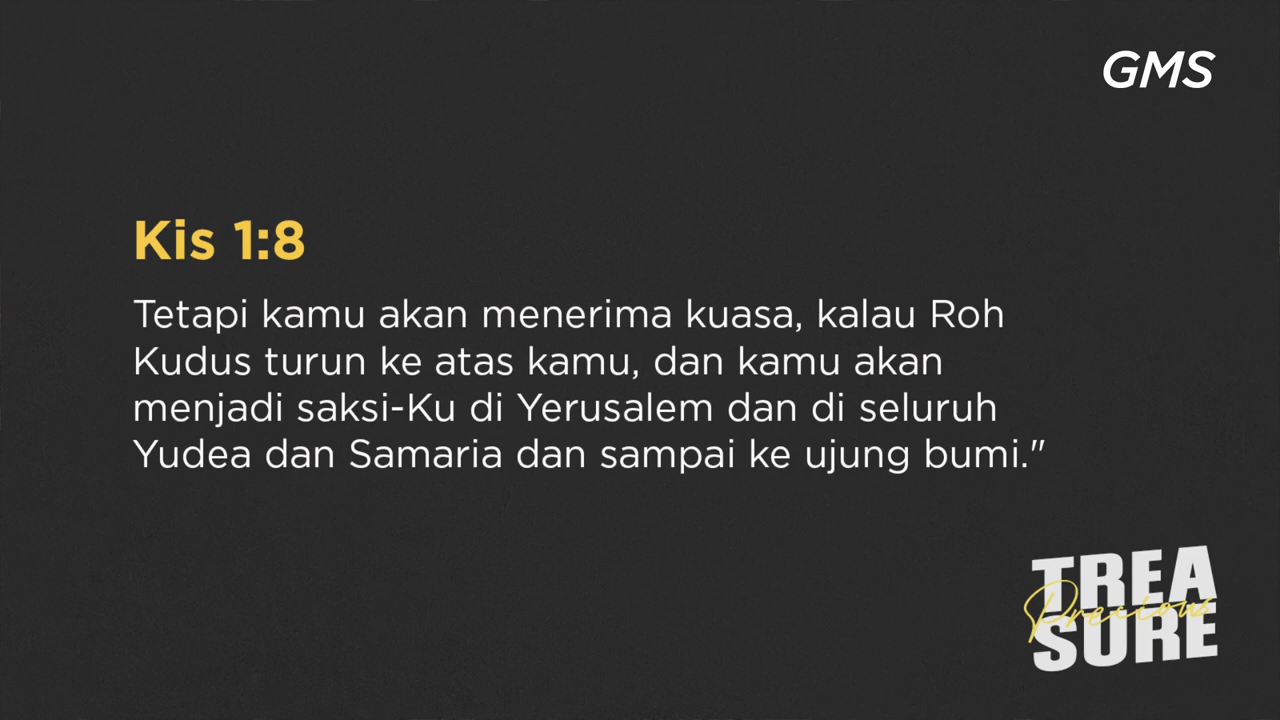 GMS
Kis 1:8
Tetapi kamu akan menerima kuasa, kalau Roh
Kudus turun ke atas kamu, dan kamu akan
menjadi saksi-Ku di Yerusalem dan di seluruh
Yudea dan Samaria dan sampai ke ujung bumi."
TREA
Precious
SURE